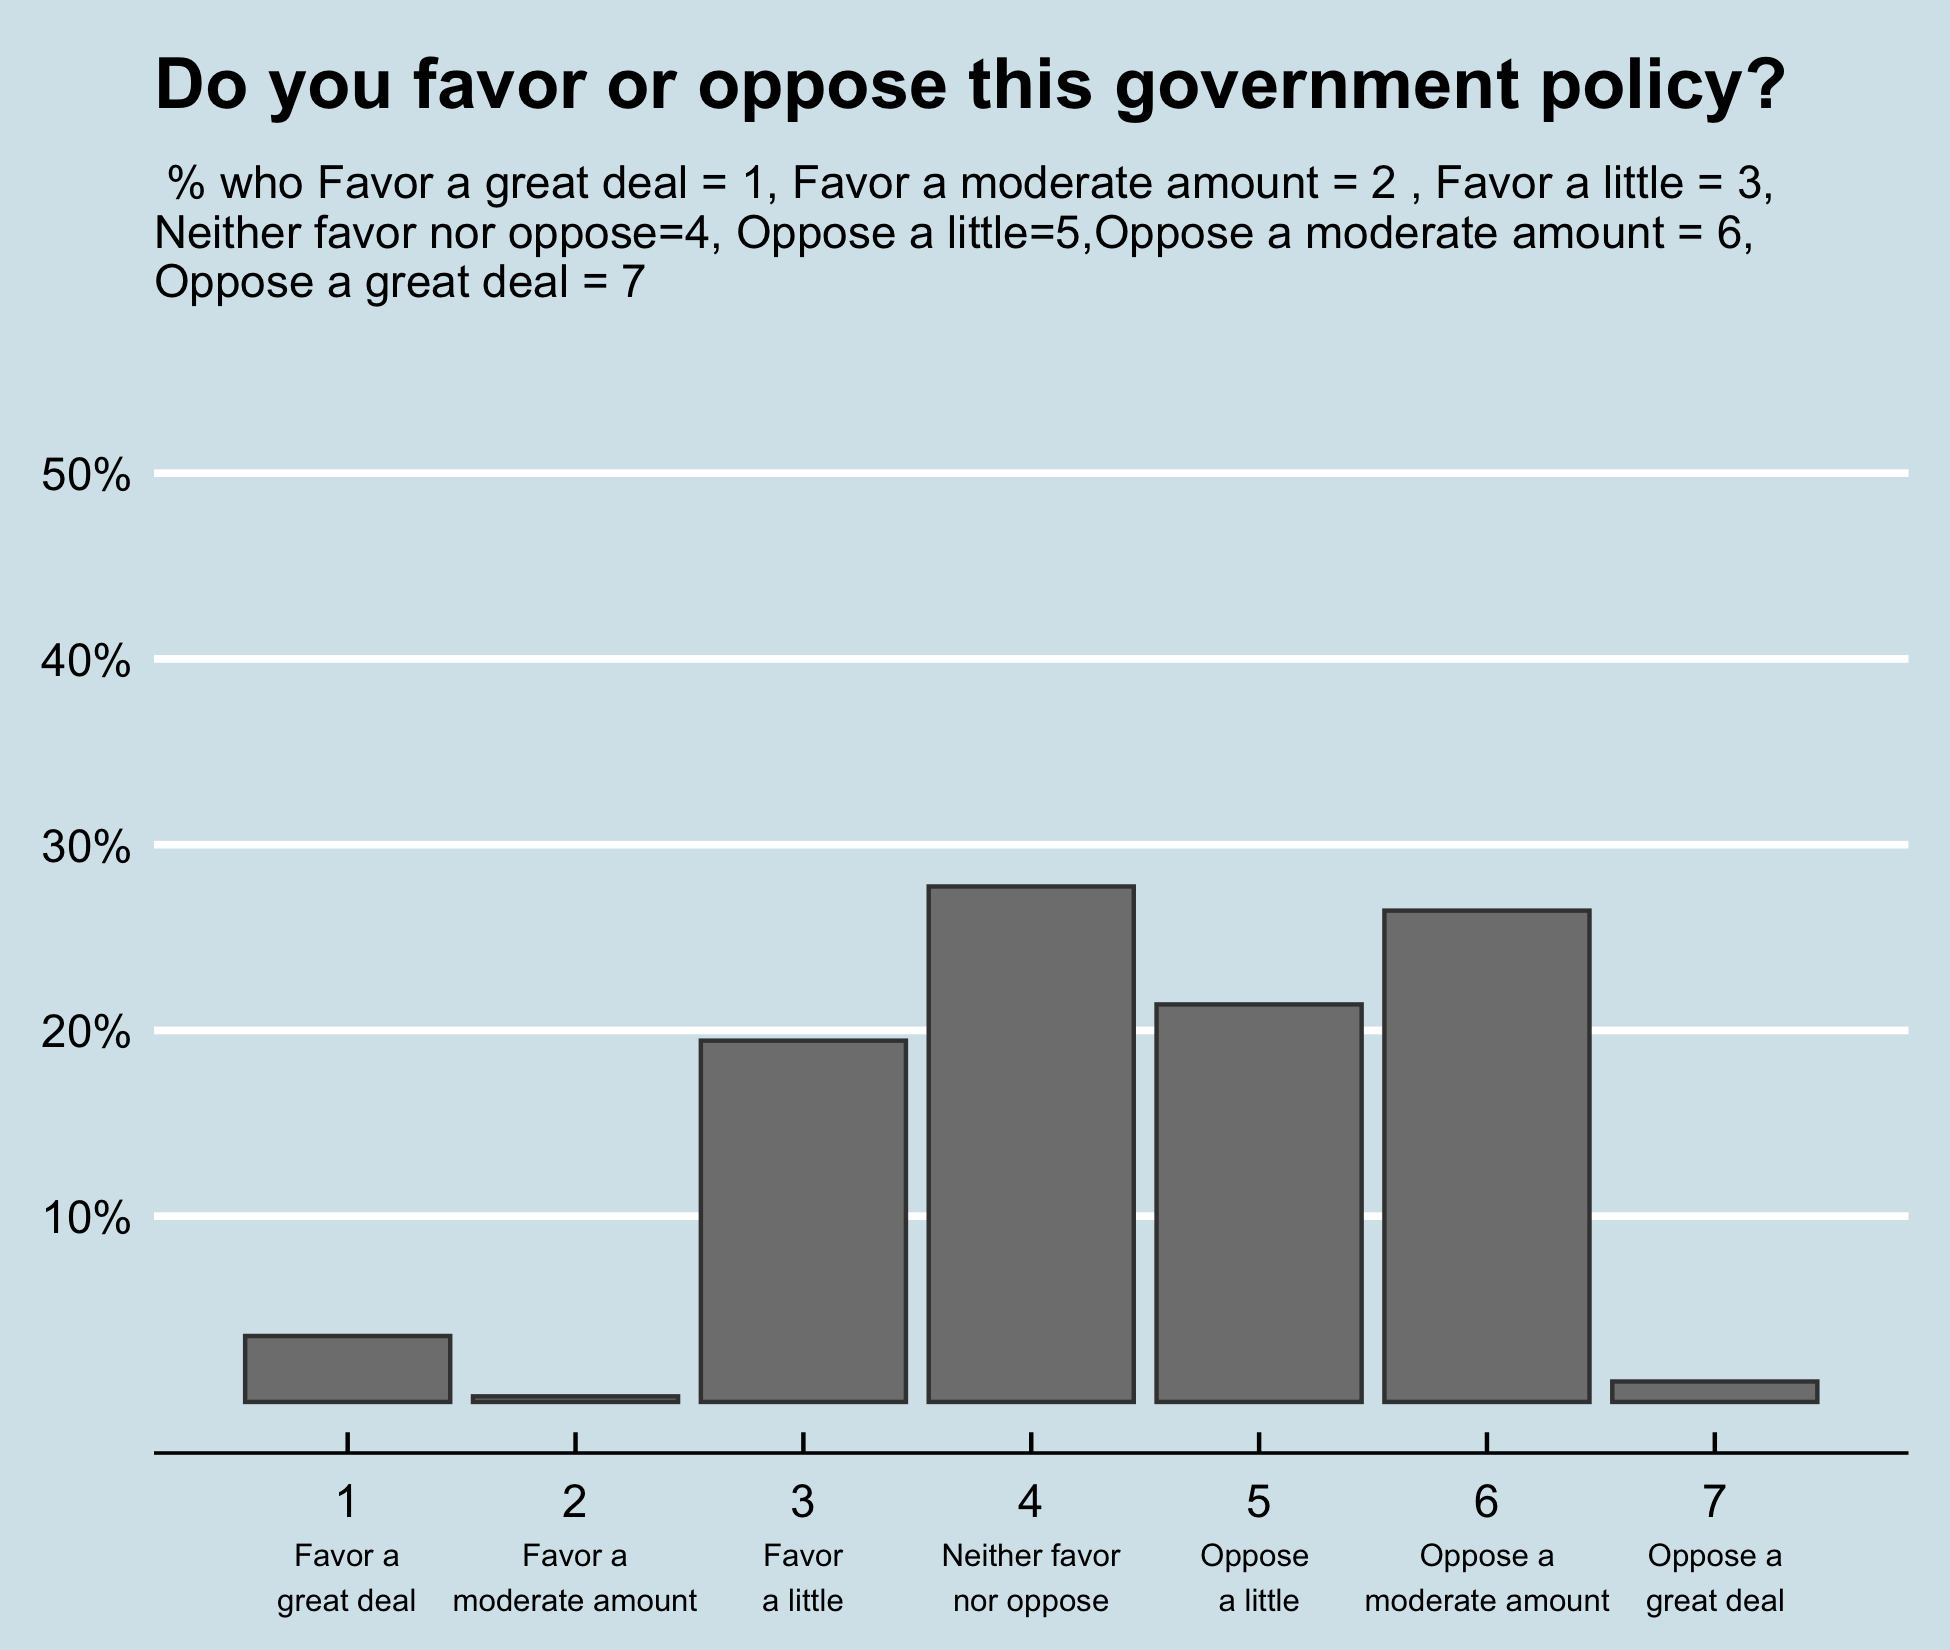 Do you favor or oppose this government policy?
% who Favor a great deal = 1, Favor a moderate amount = 2 , Favor a little = 3,
Neither favor nor oppose=4, Oppose a little=5,Oppose a moderate amount = 6,
Oppose a great deal = 7
50%
40%
30%
20%
10%
1 2 3 4 5 6 7
Favor a Favor a Favor Neither favor Oppose Oppose a Oppose a
great deal moderate amount a little nor oppose a little moderate amount great deal